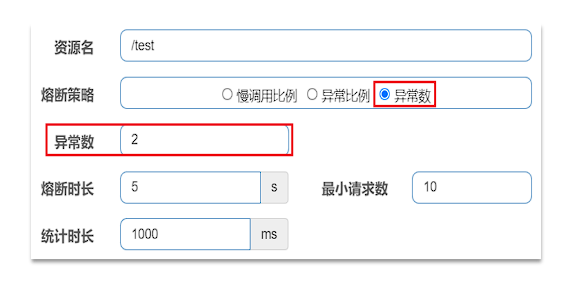 资源名 /test
熔断策略 慢调用比例 异常比例 异常数
异常数 2
熔断时长 5 s 最小请求数 10
统计时长 1000 ms